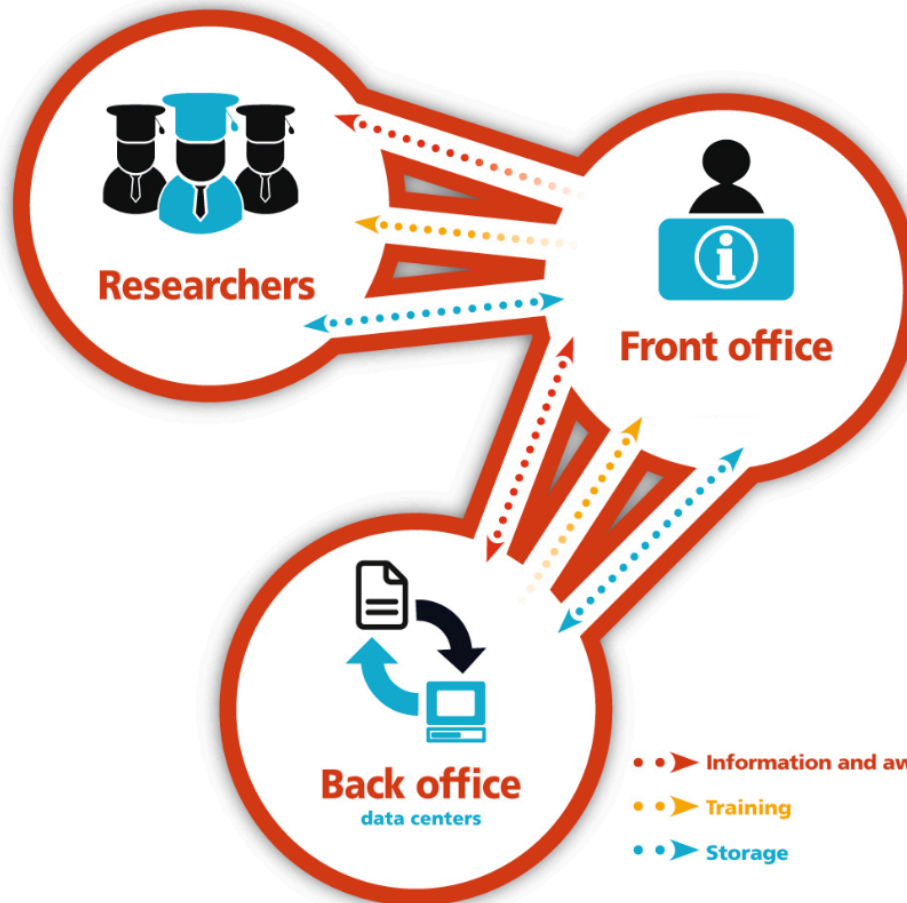 Researchers
Front office
Back office
data centers
Information and aw
Training
Storage